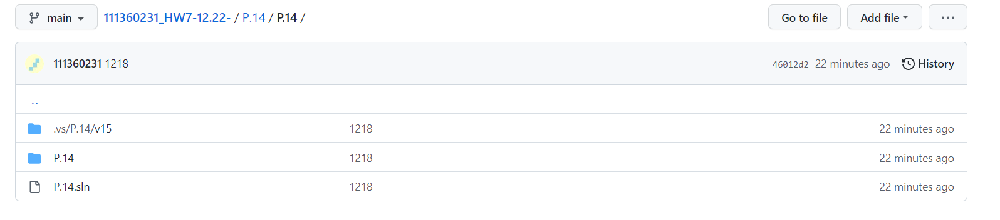 main 111360231_HW7-12.22- / P.14 / P.14 / Go to file Add file ...
111360231 1218 46012d2 22 minutes ago History
..
.vs/P.14/v15 1218 22 minutes ago
P.14 1218 22 minutes ago
P.14.sln 1218 22 minutes ago